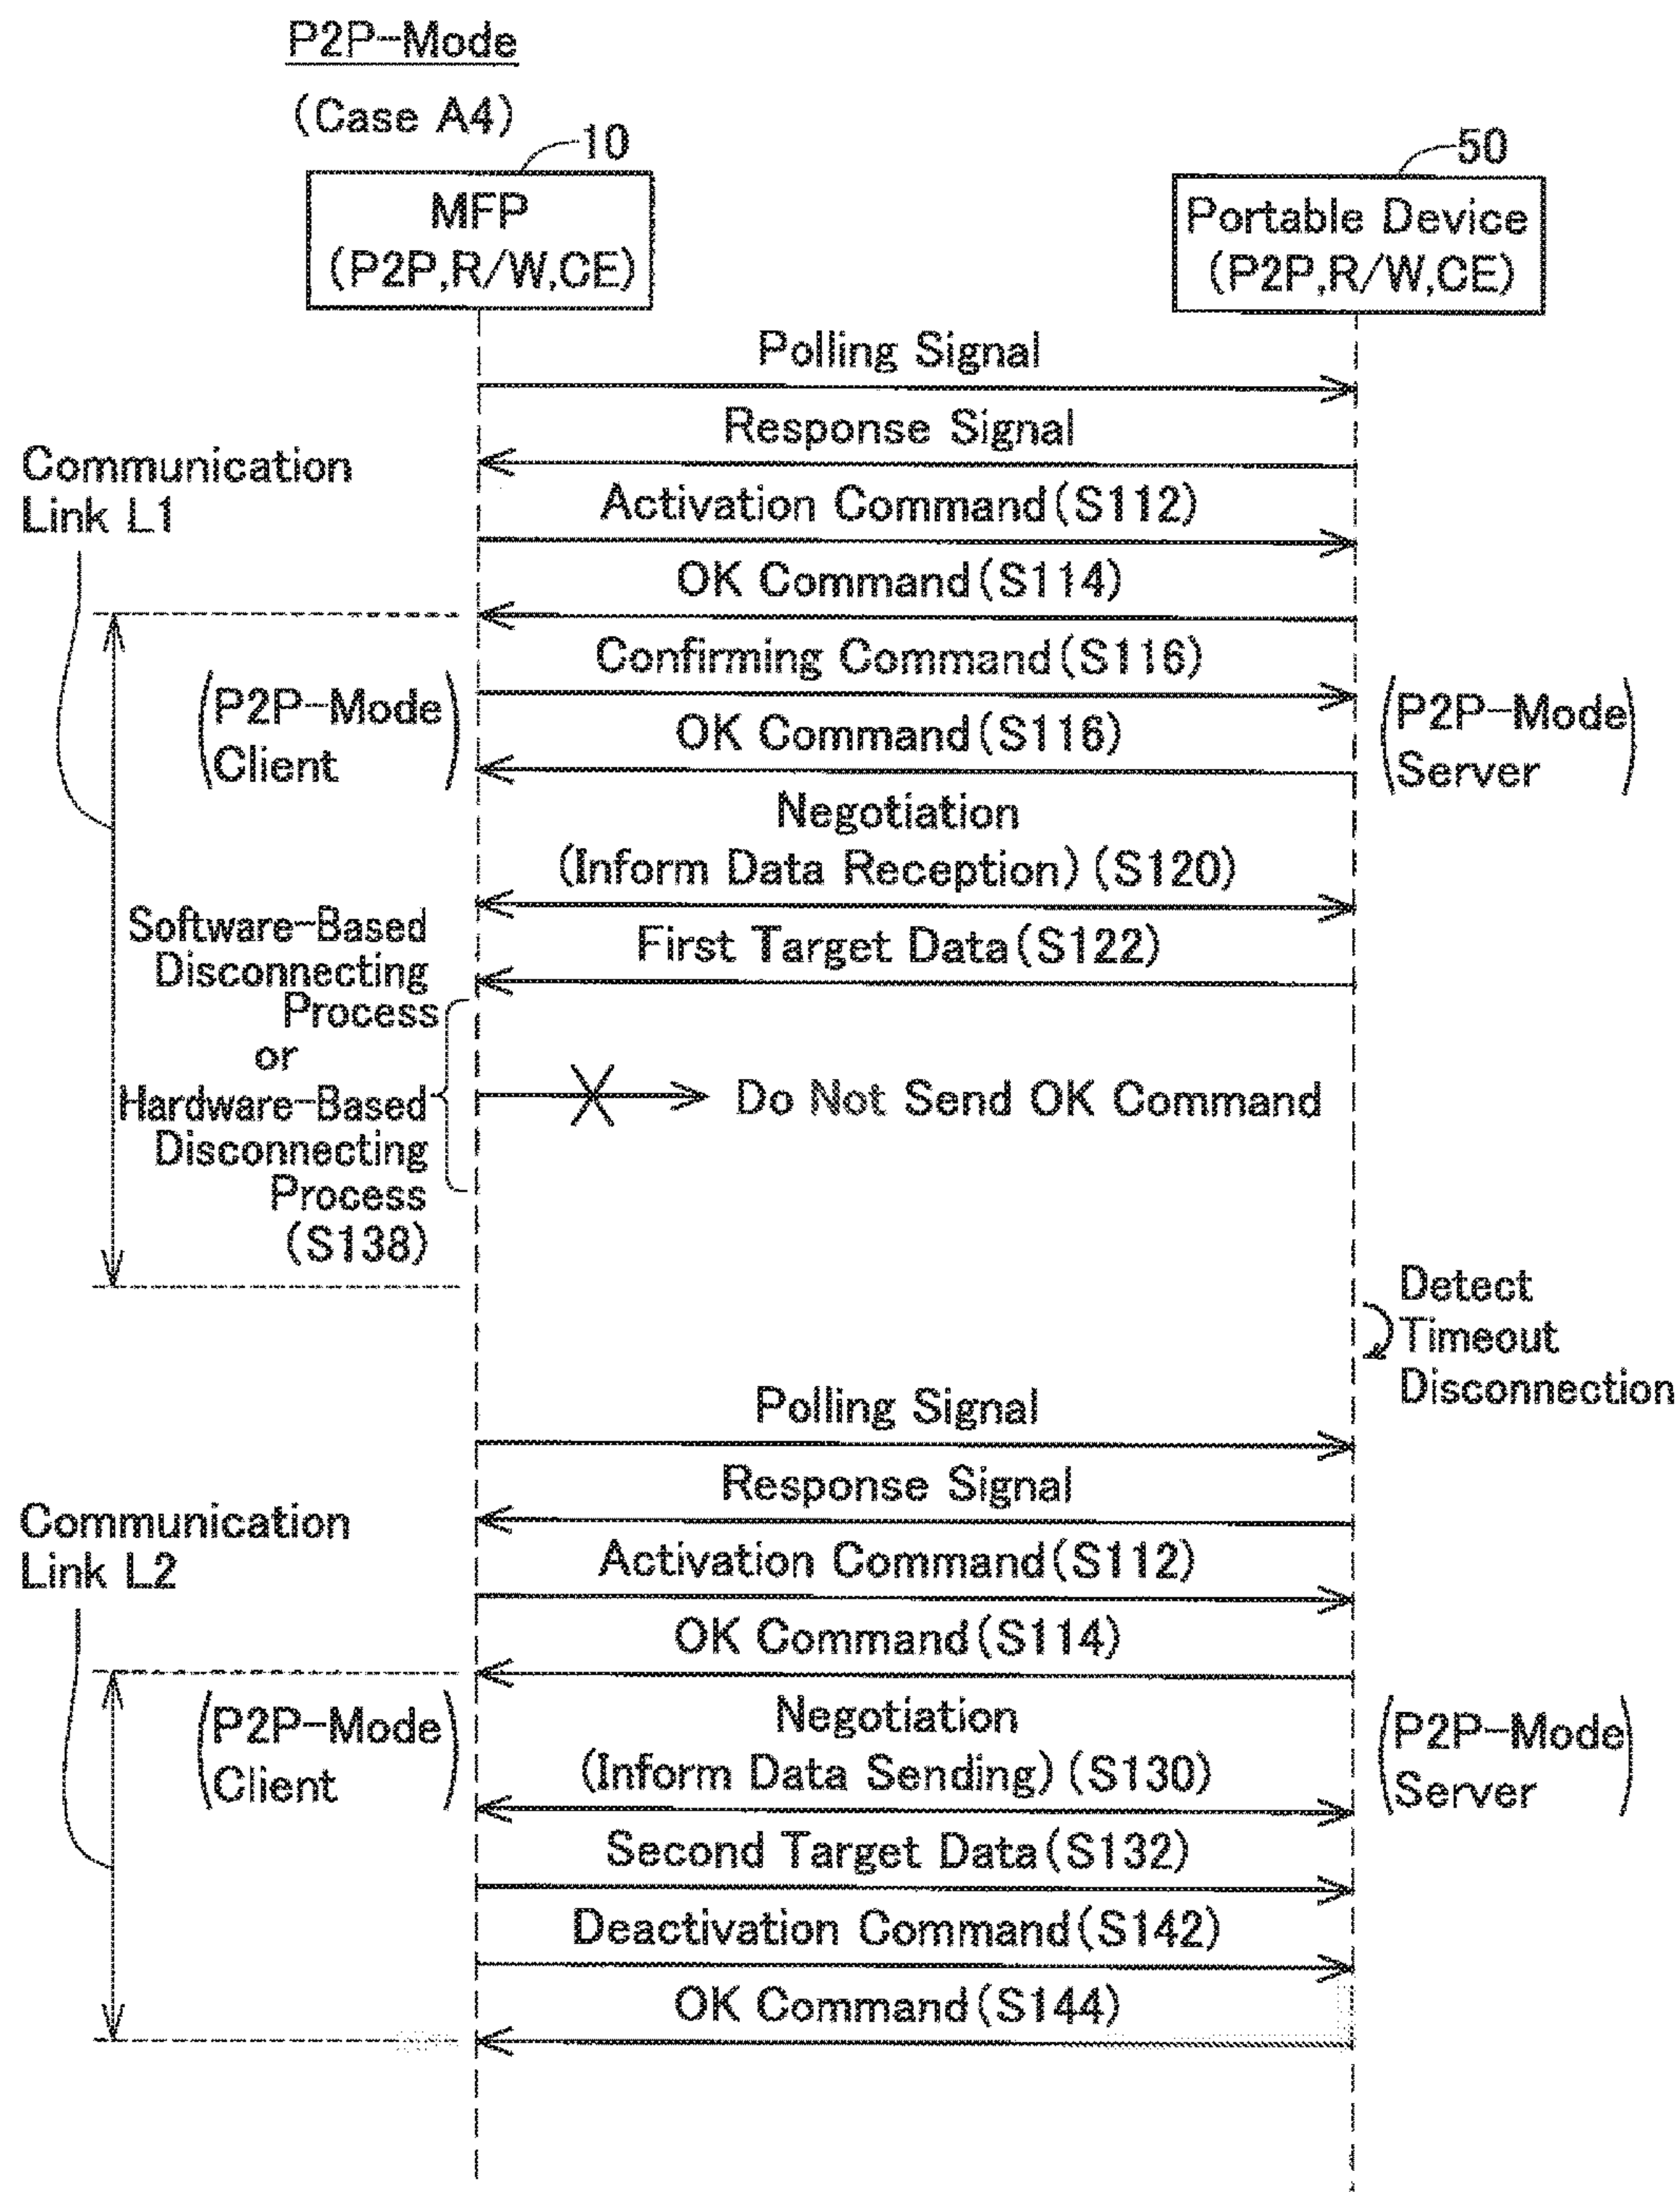 P2P-Mode
(Case A4)
10
50
MFP
(P2P,R/W,CE)
Portable Device
(P2P,R/W,CE)
Polling Signal
Response Signal
Communication
Link L1
Activation Command(S112)
OK Command(S114)
Confirming Command(S116)
(P2P-Mode
Client)
OK Command(S116)
(P2P-Mode
Server)
Negotiation
(Inform Data Reception)(S120)
First Target Data(S122)
Software-Based
Disconnecting
Process
or
Hardware-Based
Disconnecting
Process
(S138)
Do Not Send OK Command
Detect
Timeout
Disconnection
Polling Signal
Response Signal
Communication
Link L2
Activation Command(S112)
OK Command(S114)
(P2P-Mode
Client)
Negotiation
(Inform Data Sending)(S130)
(P2P-Mode
Server)
Second Target Data(S132)
Deactivation Command(S142)
OK Command(S144)